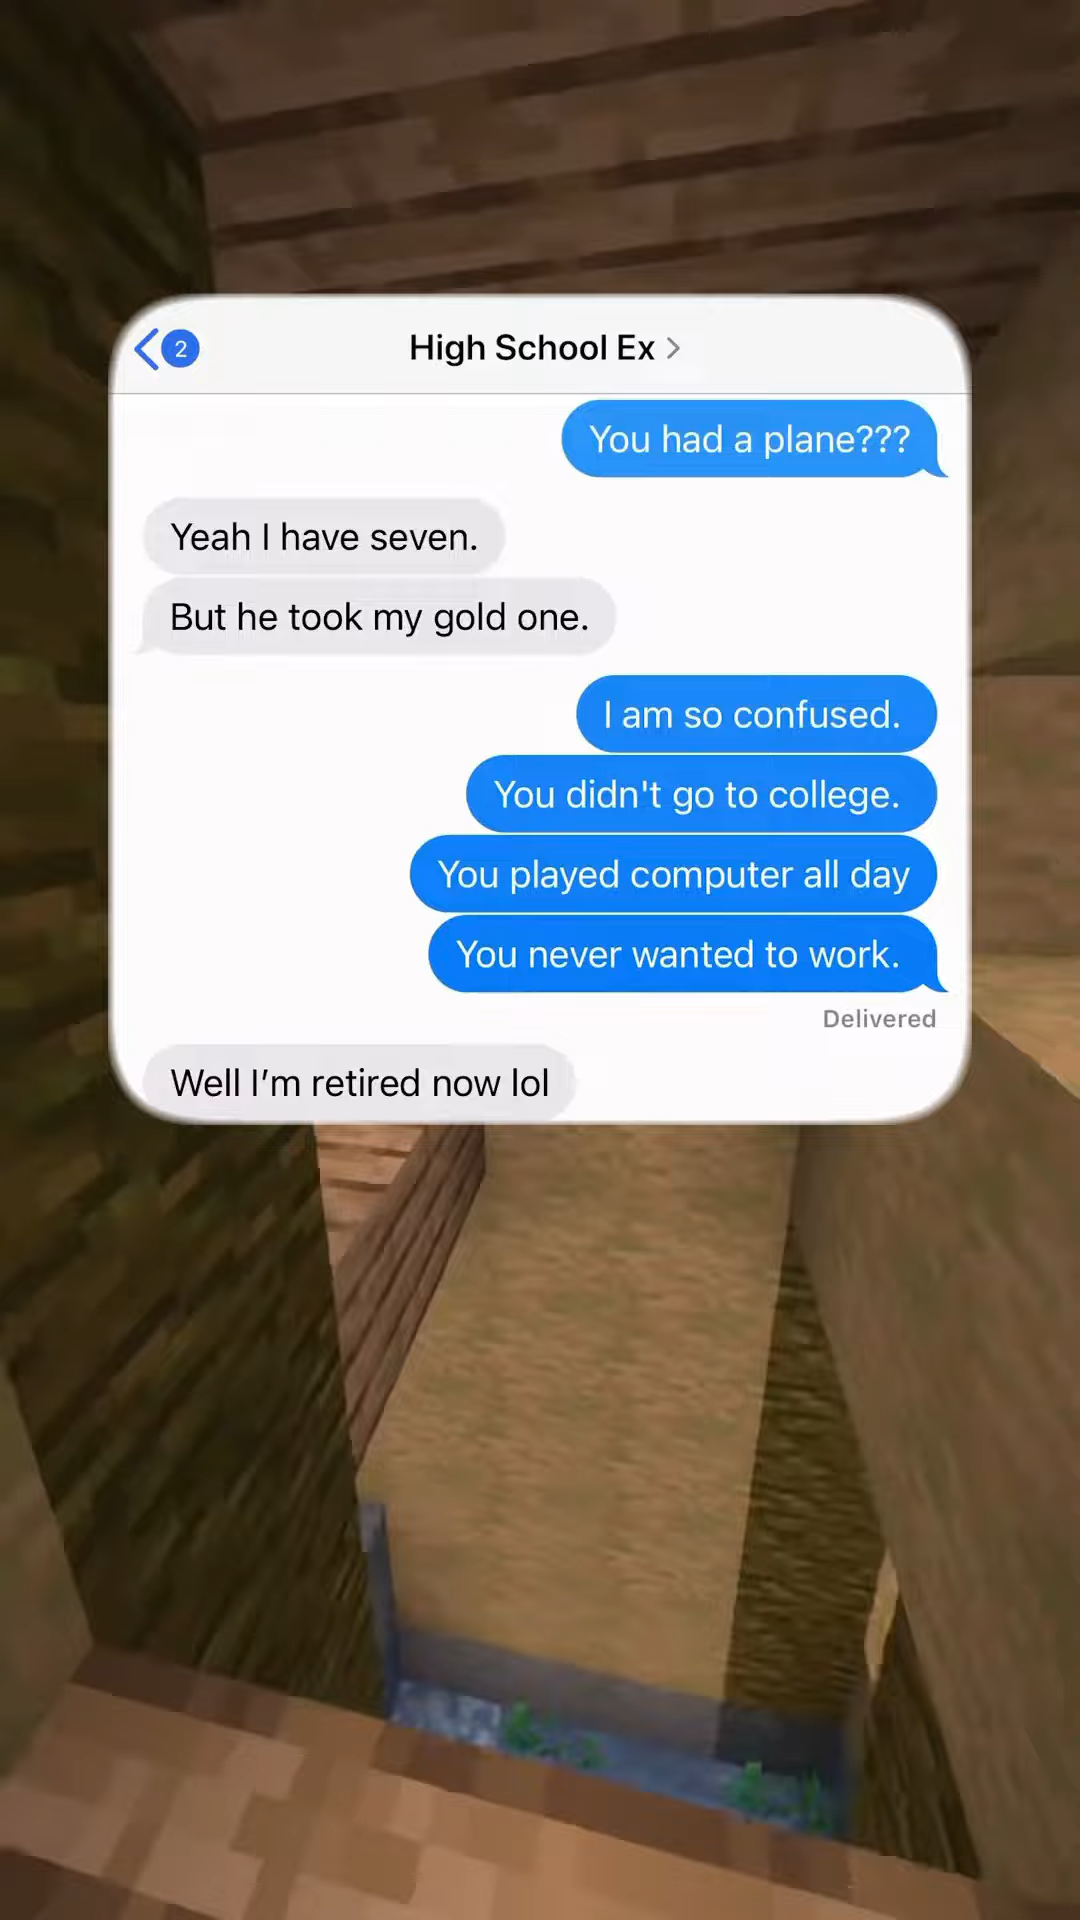 2
High School Ex
You had a plane???
Yeah I have seven.
But he took my gold one.
I am so confused.
You didn't go to college.
You played computer all day
You never wanted to work.
Delivered
Well I’m retired now lol